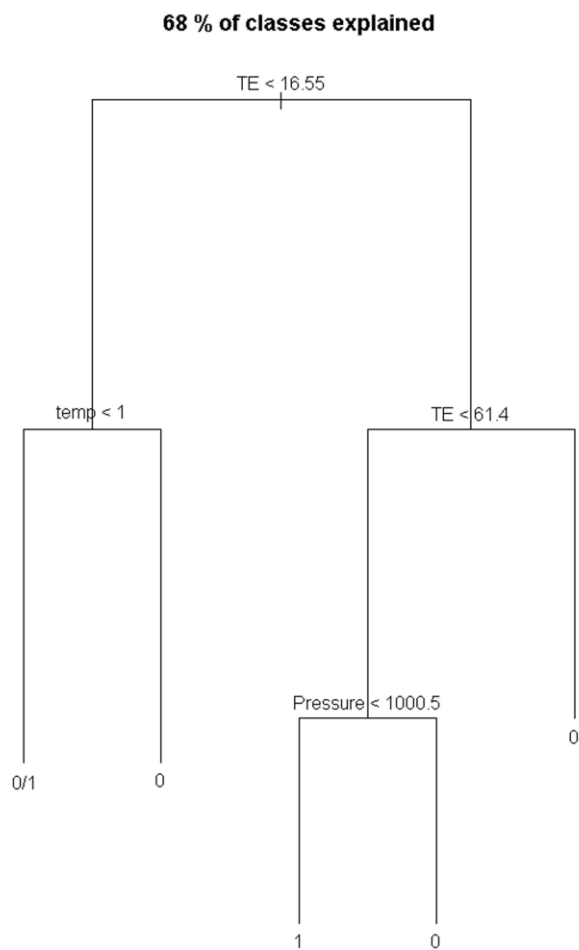 68 % of classes explained
TE < 16.55
temp < 1
TE < 61.4
Pressure < 1000.5
0
0/1
0
1
0